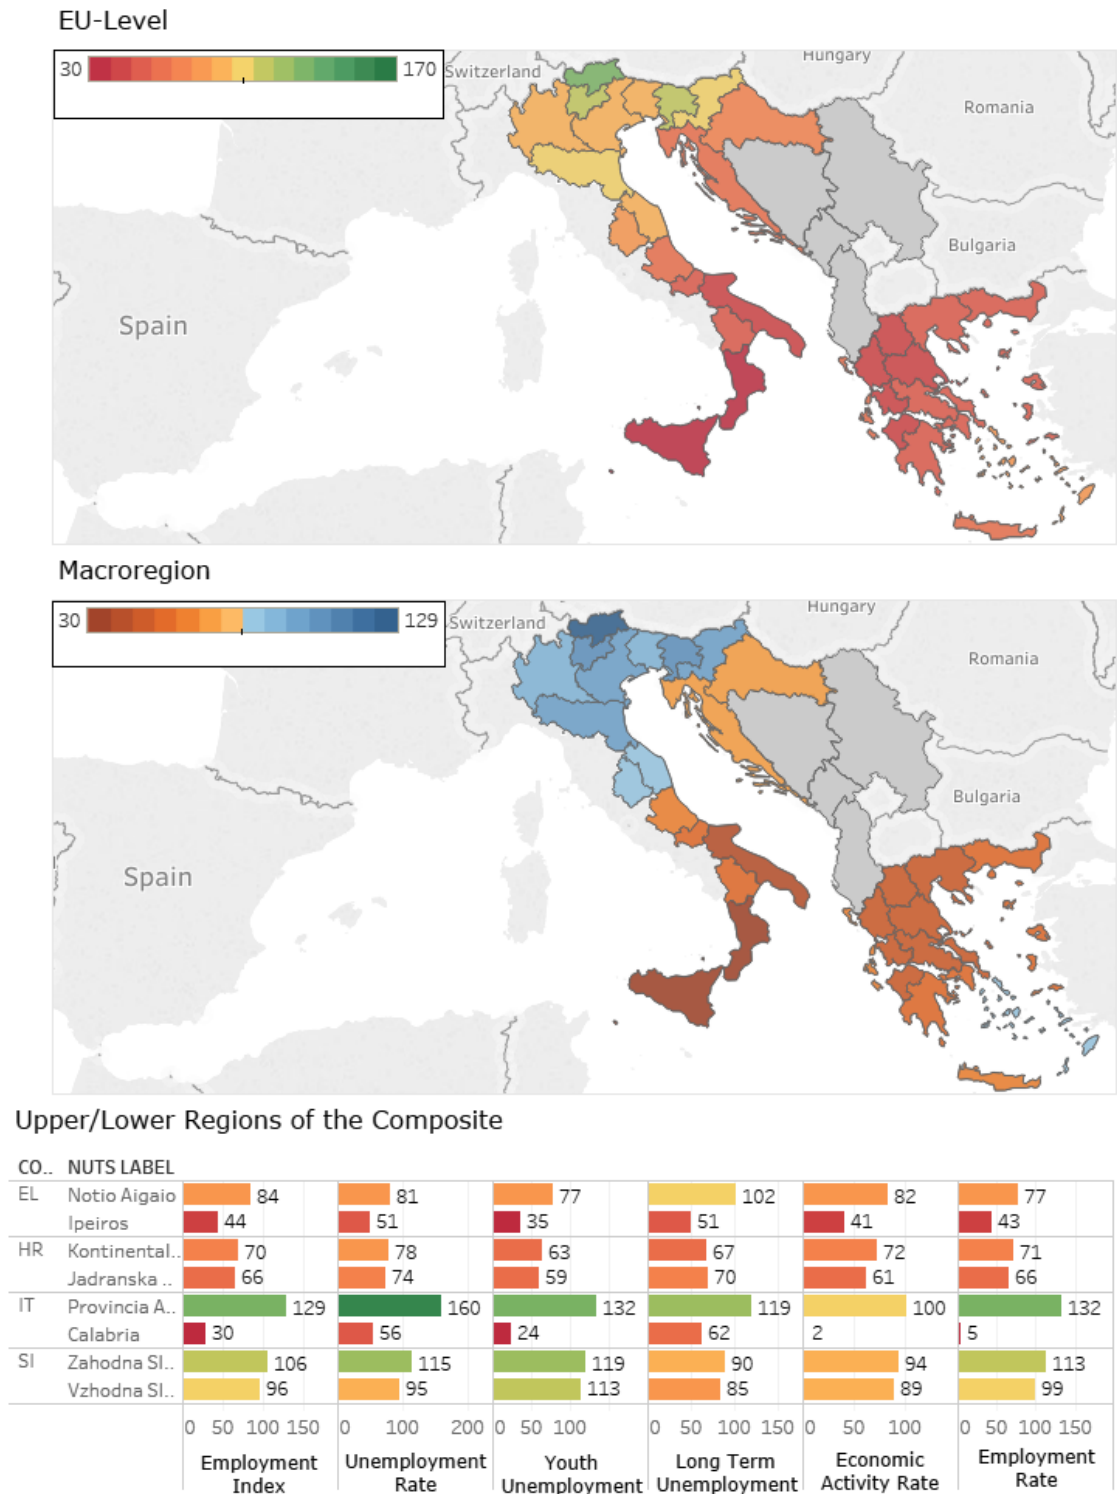 EU-Level
30 170
Switzerland
Hungary
Romania
Bulgaria
Spain
Macroregion
30 129
Switzerland
Hungary
Romania
Bulgaria
Spain
Upper/Lower Regions of the Composite
CO.. NUTS LABEL
EL Notio Aigaio 84 81 77 102 82 77
Ipeiros 44 51 35 51 41 43
HR Kontinental.. 70 78 63 67 72 71
Jadranska .. 66 74 59 70 61 66
IT Provincia A.. 129 160 132 119 100 132
Calabria 30 56 24 62 2 5
SI Zahodna Sl.. 106 115 119 90 94 113
Vzhodna Sl.. 96 95 113 85 89 99
0 50 100 150 0 100 200 0 50 100 0 50 100 150 0 50 100 0 50 100 150
Employment Index
Unemployment Rate
Youth Unemployment
Long Term Unemployment
Economic Activity Rate
Employment Rate